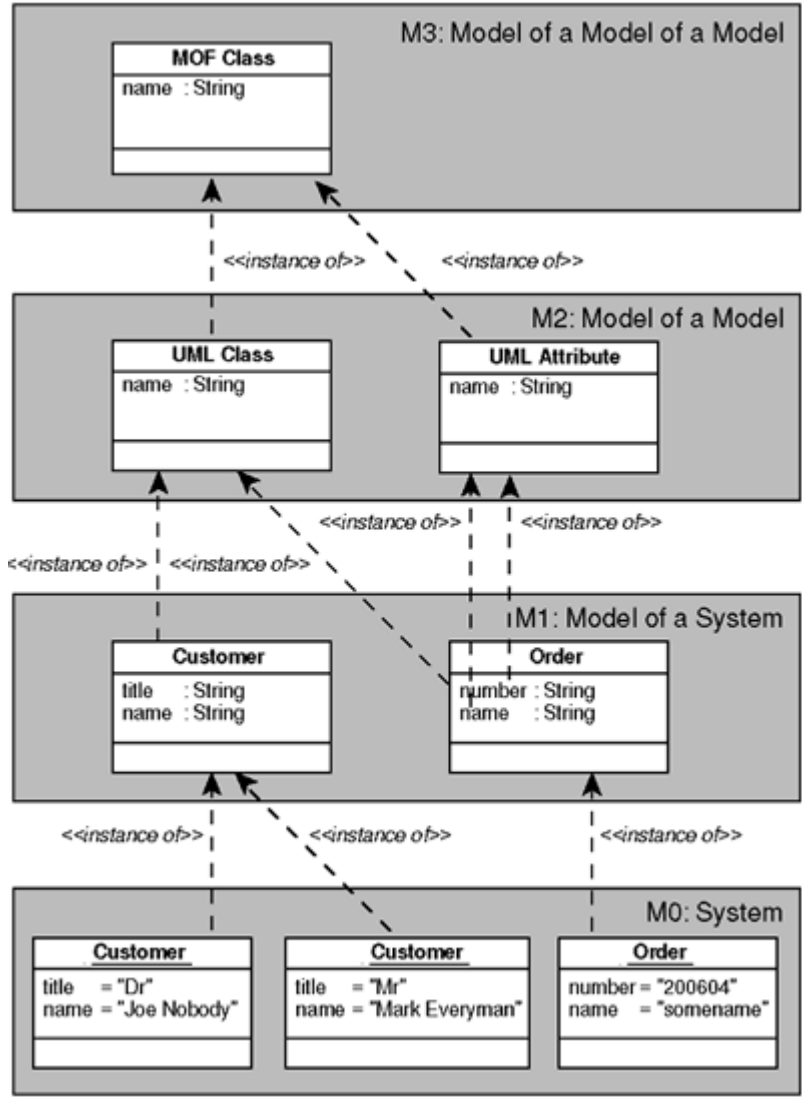 M3: Model of a Model of a Model
MOF Class
name : String
<<instance of>> <<instance of>>
M2: Model of a Model
UML Class UML Attribute
name : String name : String
<<instance of>> <<instance of>>
<<instance of>> <<instance of>>
M1: Model of a System
Customer Order
title : String number : String
name : String name : String
<<instance of>> <<instance of>> <<instance of>>
M0: System
Customer Customer Order
title = "Dr" title = "Mr" number = "200604"
name = "Joe Nobody" name = "Mark Everyman" name = "somename"